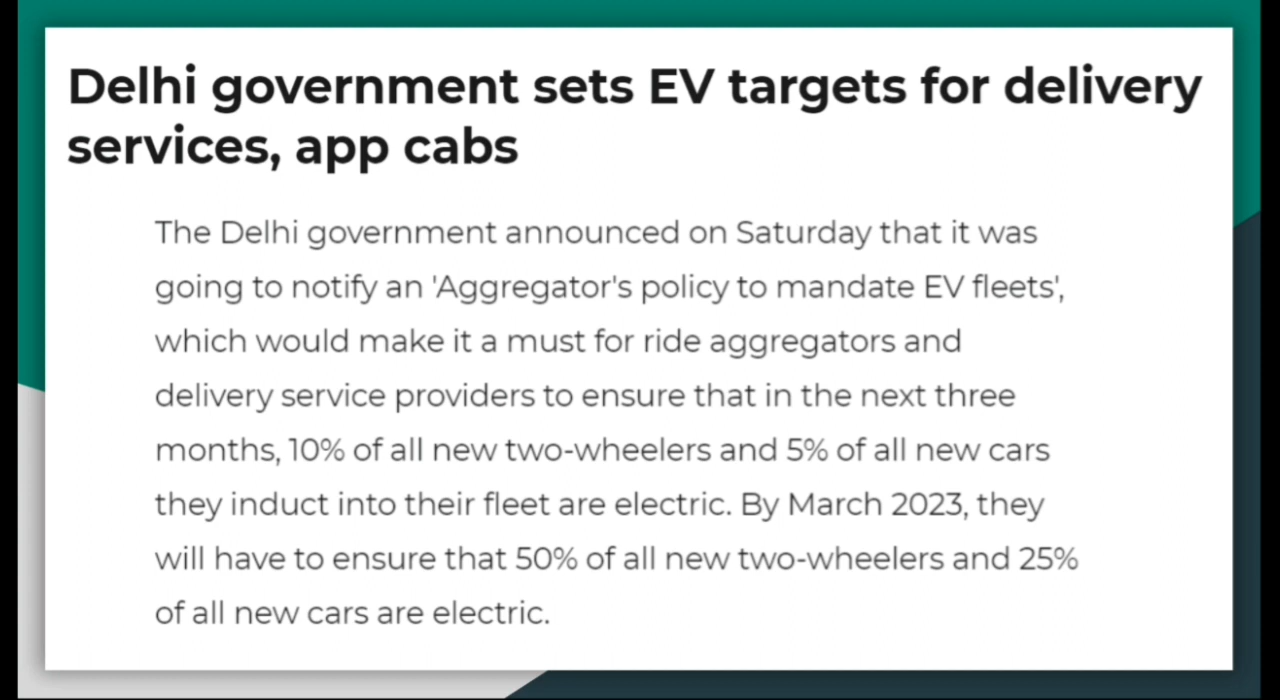 Delhi government sets EV targets for delivery
services, app cabs
The Delhi government announced on Saturday that it was
going to notify an 'Aggregator's policy to mandate EV fleets',
which would make it a must for ride aggregators and
delivery service providers to ensure that in the next three
months, 10% of all new two-wheelers and 5% of all new cars
they induct into their fleet are electric. By March 2023, they
will have to ensure that 50% of all new two-wheelers and 25%
of all new cars are electric.